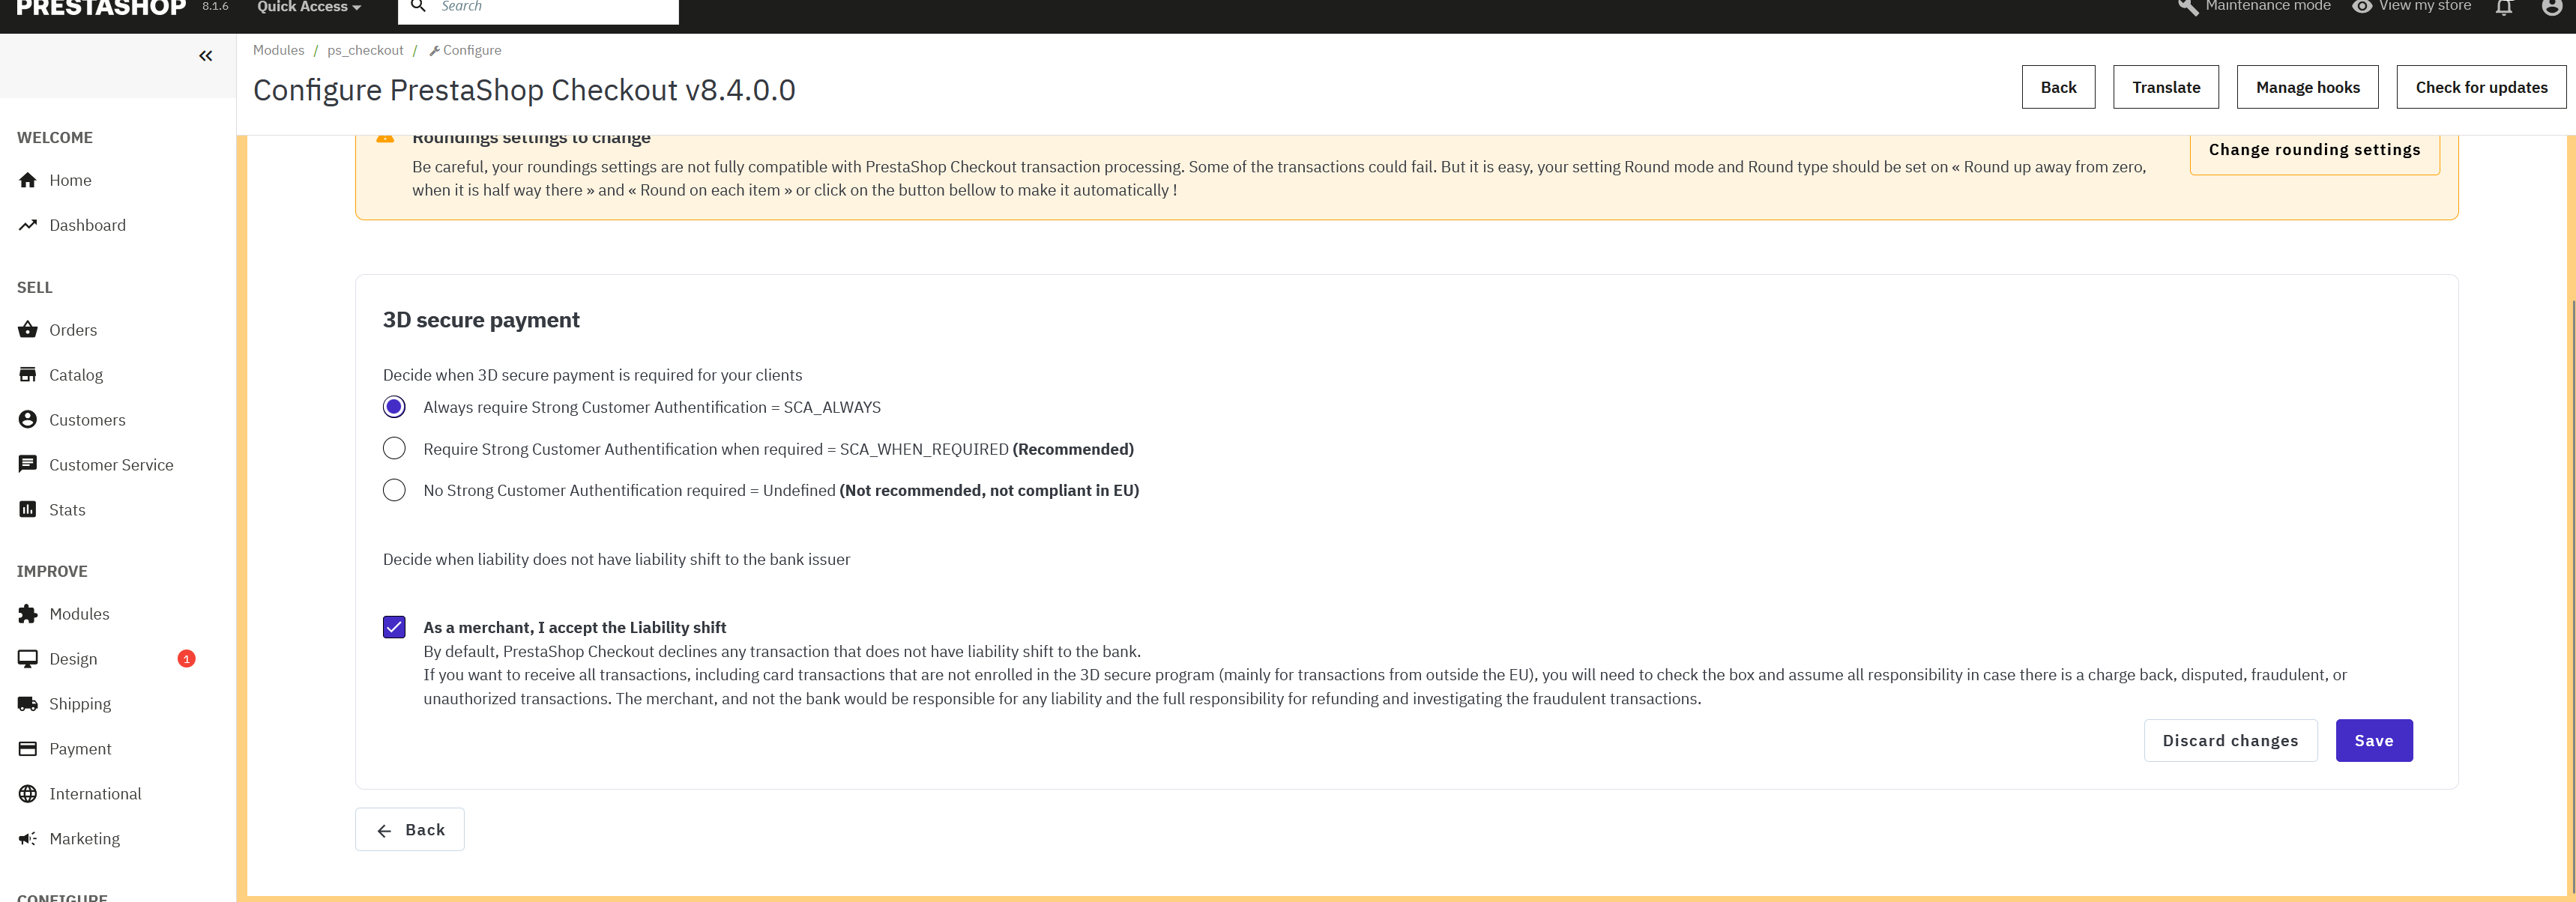 PRESTASHOP 8.1.6 Quick Access Search Maintenance mode View my store
Modules / ps_checkout / Configure
Configure PrestaShop Checkout v8.4.0.0
Back Translate Manage hooks Check for updates
WELCOME
Home
Dashboard
SELL
Orders
Catalog
Customers
Customer Service
Stats
IMPROVE
Modules
Design 1
Shipping
Payment
International
Marketing
CONFIGURE
Roundings settings to change
Be careful, your roundings settings are not fully compatible with PrestaShop Checkout transaction processing. Some of the transactions could fail. But it is easy, your setting Round mode and Round type should be set on « Round up away from zero,
when it is half way there » and « Round on each item » or click on the button bellow to make it automatically !
Change rounding settings
3D secure payment
Decide when 3D secure payment is required for your clients
Always require Strong Customer Authentification = SCA_ALWAYS
Require Strong Customer Authentification when required = SCA_WHEN_REQUIRED (Recommended)
No Strong Customer Authentification required = Undefined (Not recommended, not compliant in EU)
Decide when liability does not have liability shift to the bank issuer
As a merchant, I accept the Liability shift
By default, PrestaShop Checkout declines any transaction that does not have liability shift to the bank.
If you want to receive all transactions, including card transactions that are not enrolled in the 3D secure program (mainly for transactions from outside the EU), you will need to check the box and assume all responsibility in case there is a charge back, disputed, fraudulent, or
unauthorized transactions. The merchant, and not the bank would be responsible for any liability and the full responsibility for refunding and investigating the fraudulent transactions.
Discard changes Save
Back